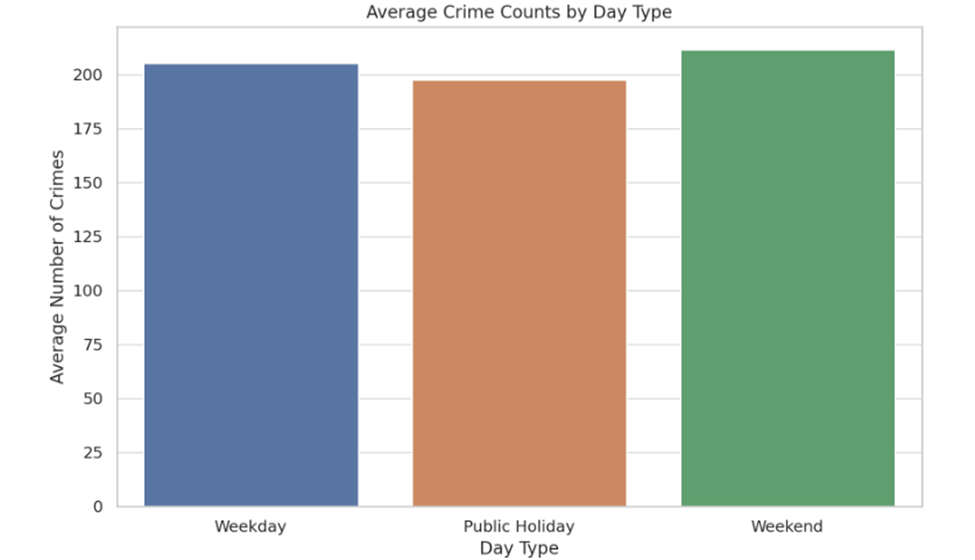 Average Crime Counts by Day Type
Average Number of Crimes
200
175
150
125
100
75
50
25
0
Weekday Public Holiday Weekend
Day Type